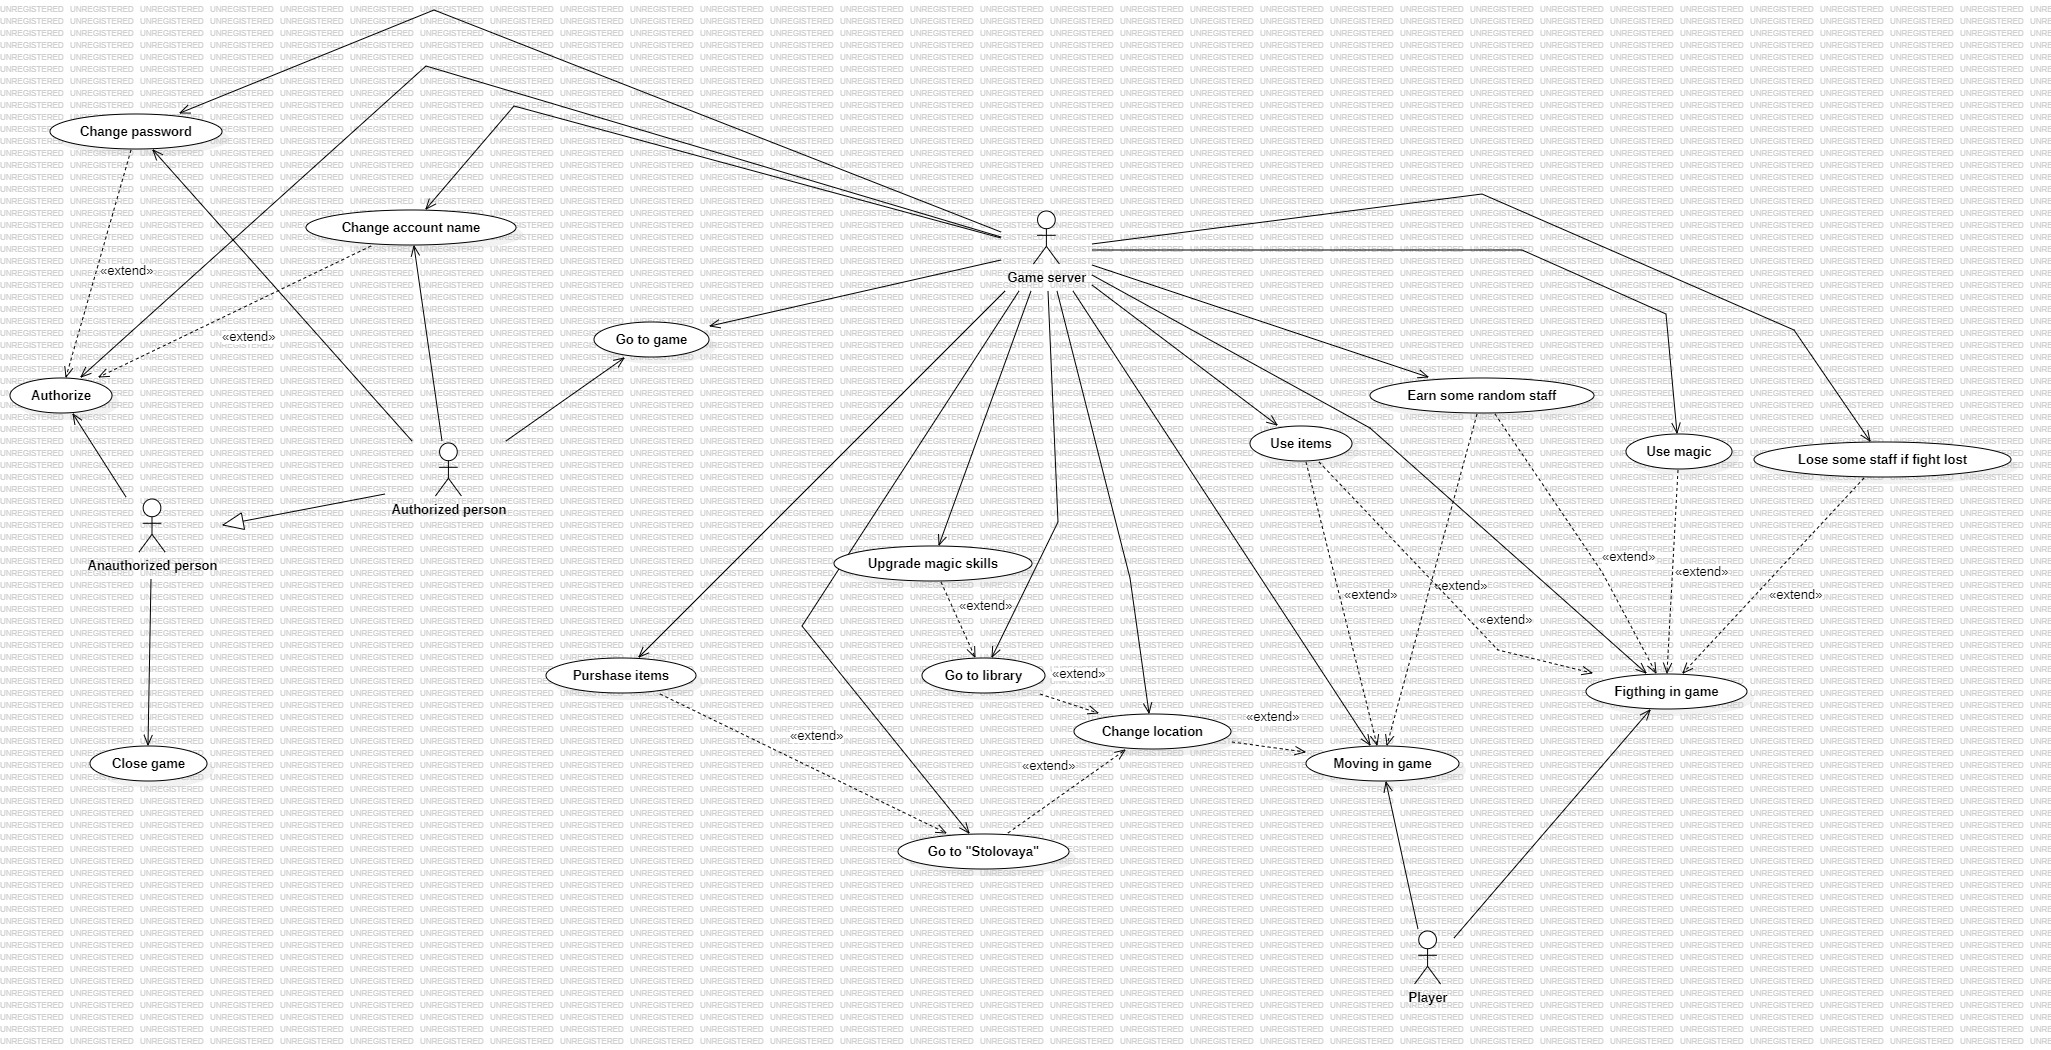 Change password
Change account name
Game server
«extend»
«extend»
Go to game
Authorize
Earn some random staff
Use items
Use magic
Lose some staff if fight lost
Authorized person
Anauthorized person
Upgrade magic skills
«extend»
«extend»
«extend»
«extend»
«extend»
«extend»
«extend»
Purshase items
Go to library
«extend»
Figthing in game
«extend»
Change location
«extend»
Close game
«extend»
Moving in game
Go to "Stolovaya"
Player
UNREGISTERED